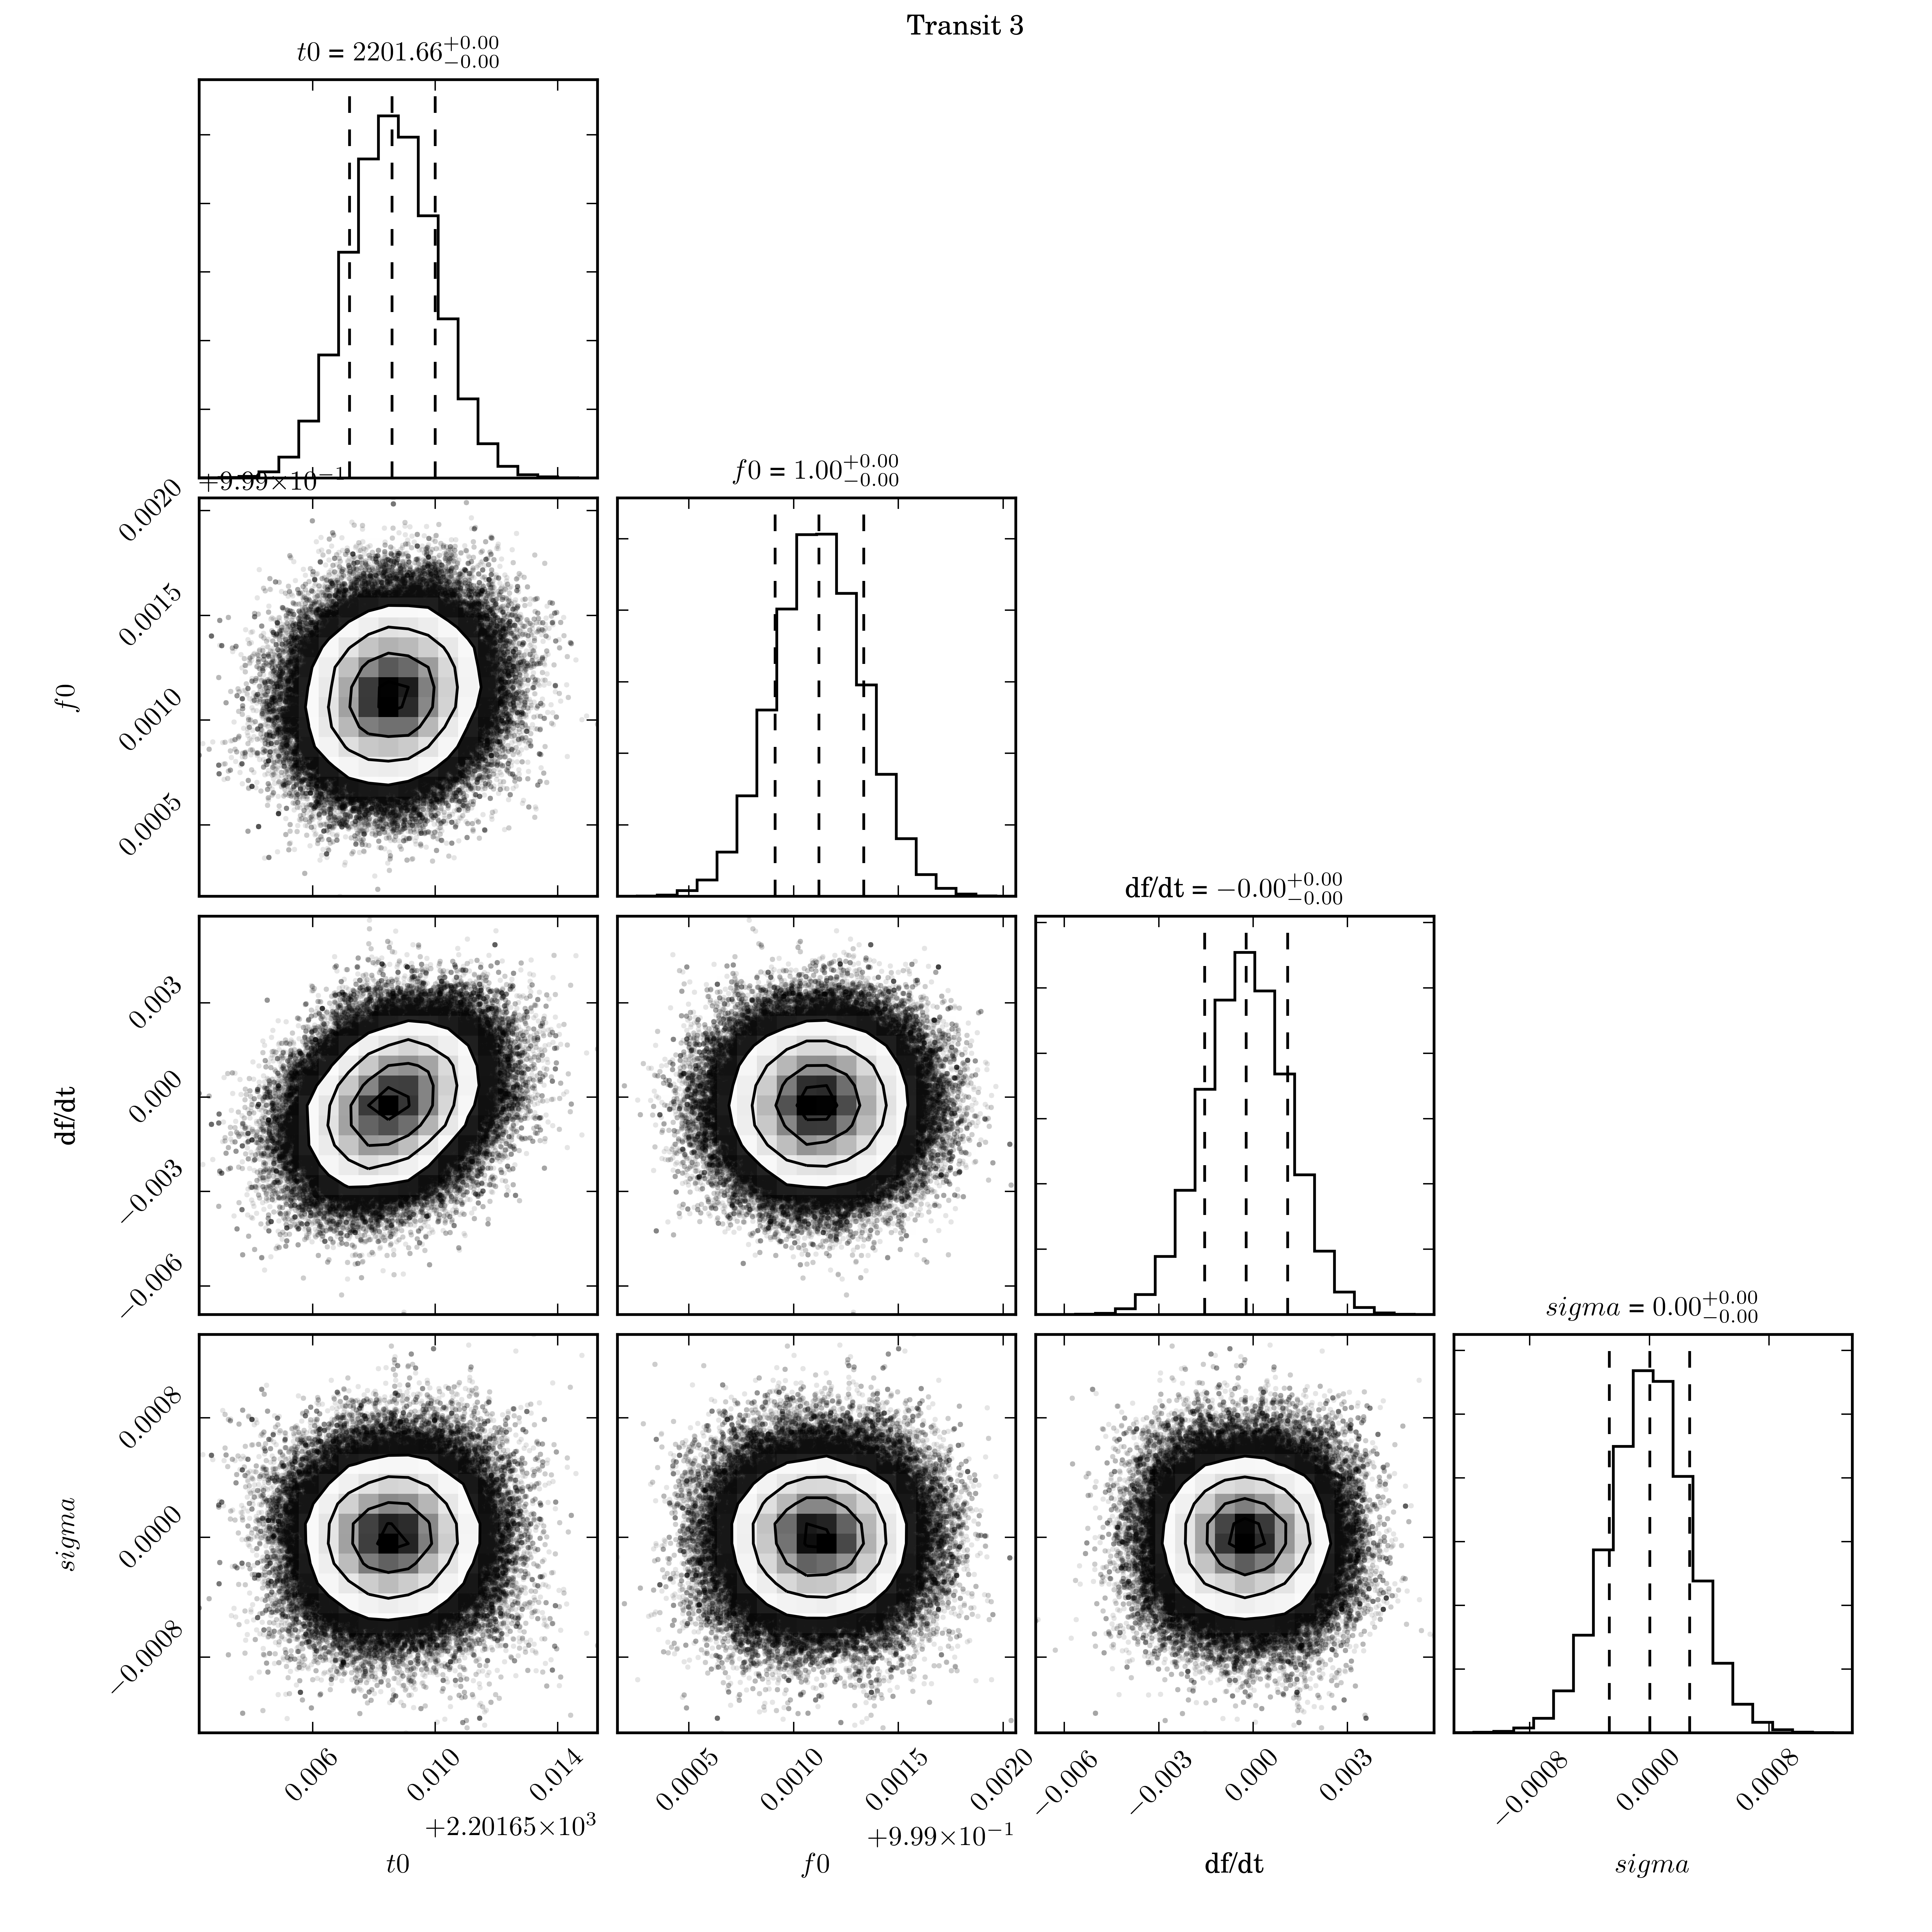 Transit 3
t0 = 2201.66+0.00 −0.00
+9.99×10−1
f0 = 1.00+0.00 −0.00
0.0020
0.0015
0.0010
0.0005
f0
df/dt = −0.00+0.00 −0.00
0.003
0.000
−0.003
−0.006
df/dt
sigma = 0.00+0.00 −0.00
0.0008
0.0000
−0.0008
sigma
0.006 0.010 0.014 0.0005 0.0010 0.0015 0.0020 −0.006 −0.003 0.000 0.003 −0.0008 0.0000 0.0008
+2.20165×103 +9.99×10−1
t0 f0 df/dt sigma